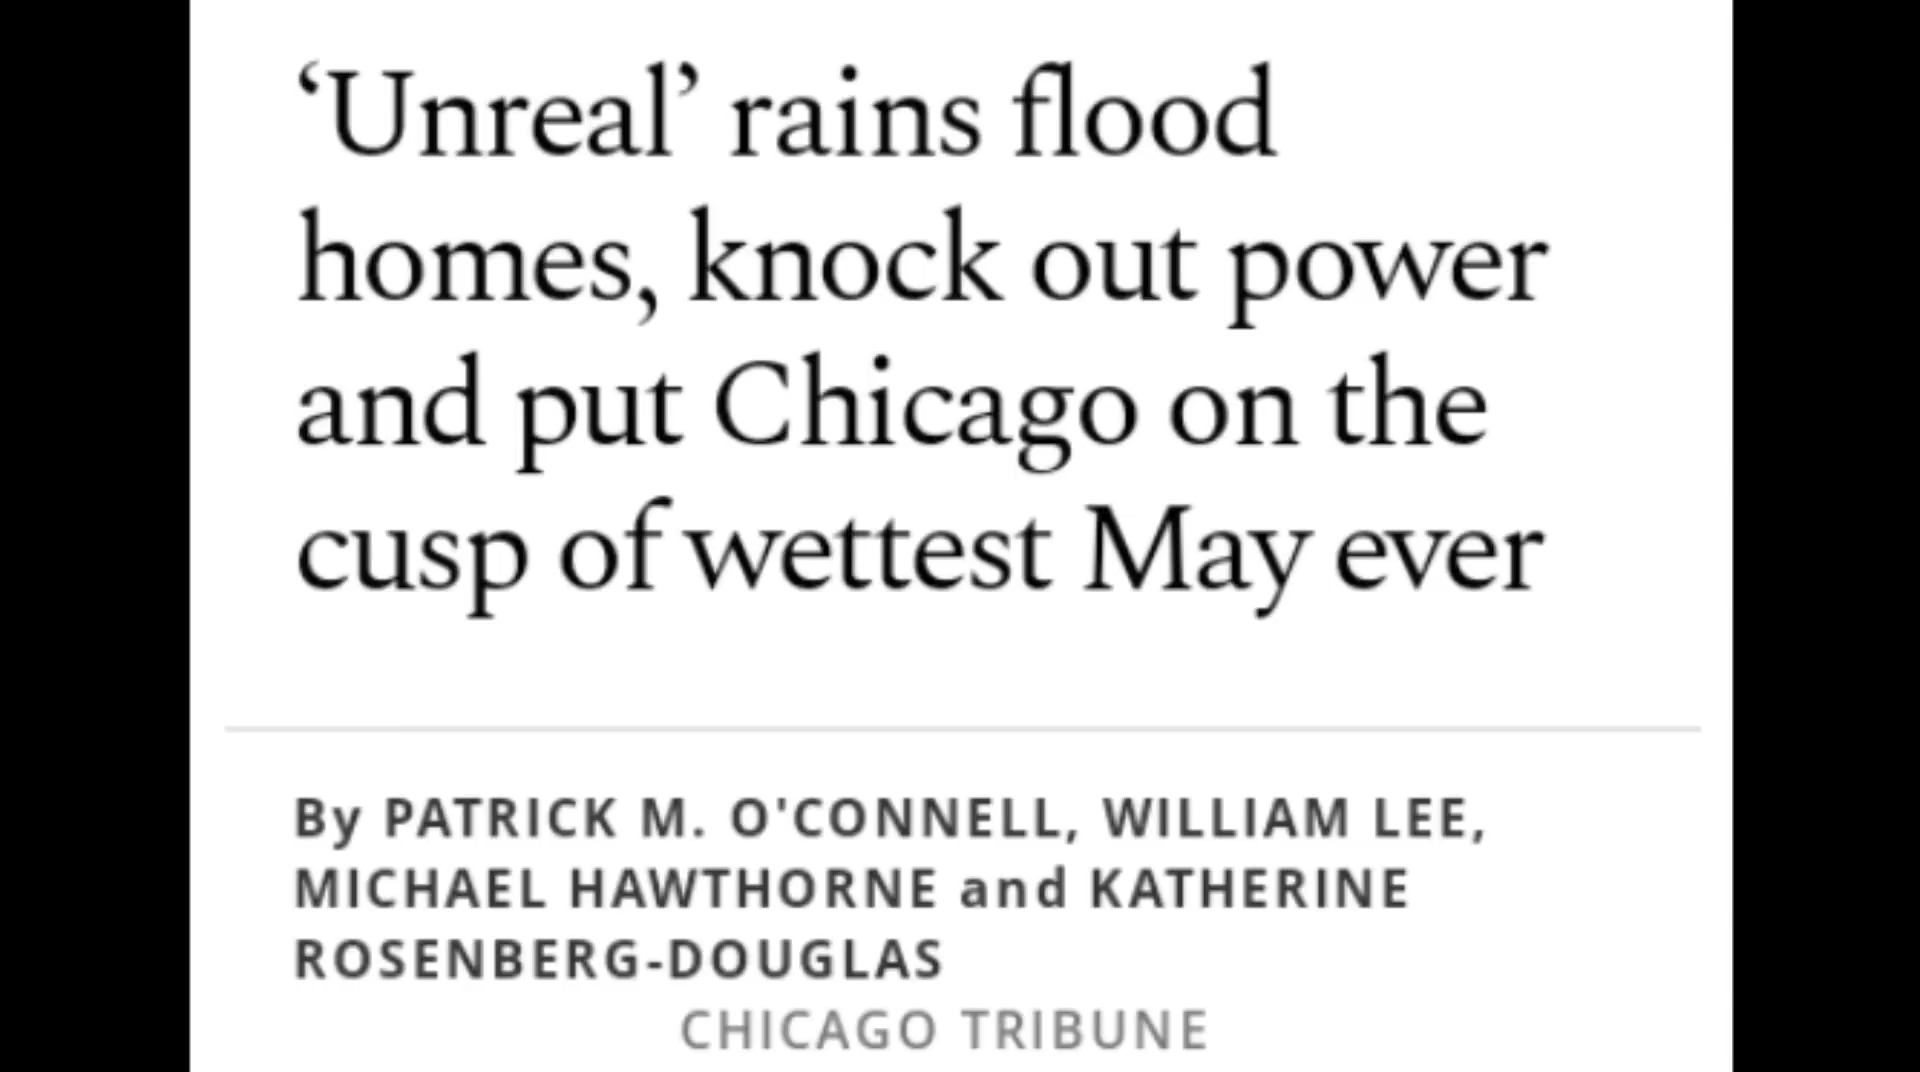 ‘Unreal’ rains flood
homes, knock out power
and put Chicago on the
cusp of wettest May ever
By PATRICK M. O'CONNELL, WILLIAM LEE,
MICHAEL HAWTHORNE and KATHERINE
ROSENBERG-DOUGLAS
CHICAGO TRIBUNE